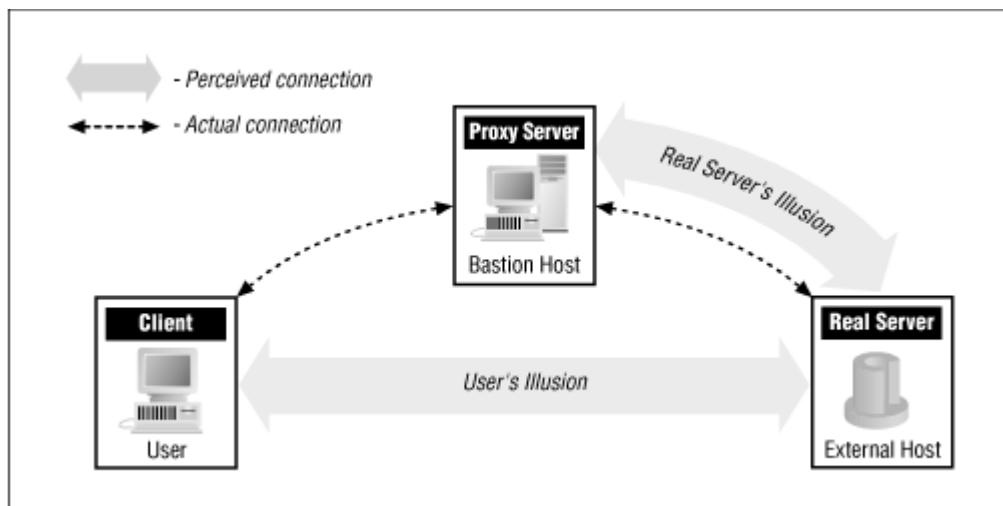 - Perceived connection
- Actual connection
Proxy Server
Bastion Host
Real Server's Illusion
Client
User
User's Illusion
Real Server
External Host